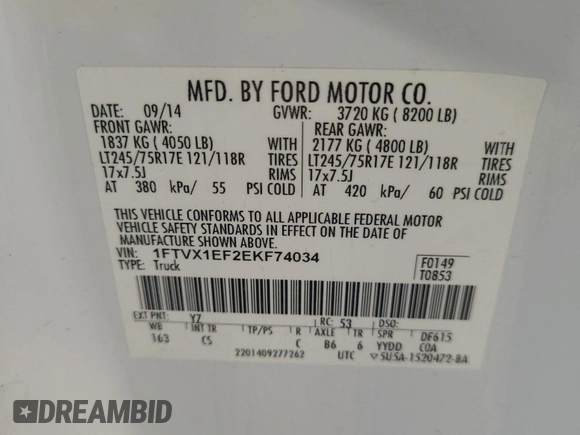 MFD. BY FORD MOTOR CO.
DATE: 09/14 GVWR: 3720 KG ( 8200 LB)
FRONT GAWR: REAR GAWR:
1837 KG ( 4050 LB) WITH 2177 KG ( 4800 LB) WITH
LT245/75R17E 121/118R TIRES LT245/75R17E 121/118R TIRES
17x7.5J RIMS 17x7.5J RIMS
AT 380 kPa/ 55 PSI COLD AT 420 kPa/ 60 PSI COLD
THIS VEHICLE CONFORMS TO ALL APPLICABLE FEDERAL MOTOR
VEHICLE SAFETY STANDARDS IN EFFECT ON THE DATE OF
MANUFACTURE SHOWN ABOVE.
VIN: 1FTVX1EF2EKF74034 F0149
TYPE: Truck T0853
EXT PNT: YZ RC: 53 DSO:
WB INT TR TP/PS R AXLE TR SPR DF615
163 CS C B6 6 YYDD COA
2201409277262 UTC 5U5A-1520472-BA
DREAMBID